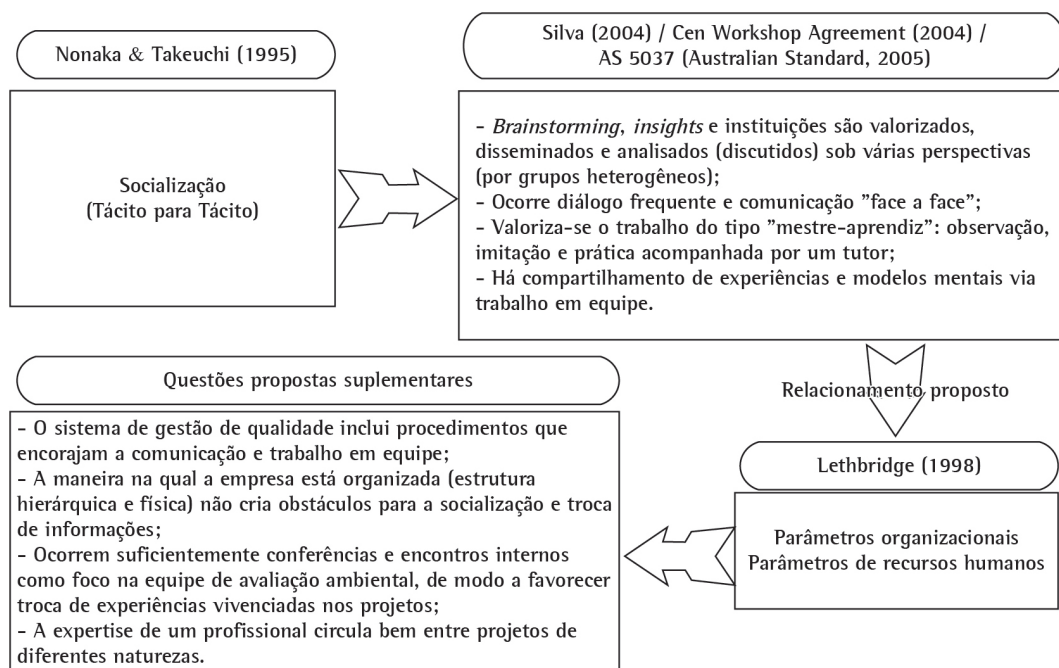 Nonaka & Takeuchi (1995)
Socialização
(Tácito para Tácito)
Silva (2004) / Cen Workshop Agreement (2004) /
AS 5037 (Australian Standard, 2005)
- Brainstorming, insights e instituições são valorizados,
disseminados e analisados (discutidos) sob várias perspectivas
(por grupos heterogêneos);
- Ocorre diálogo frequente e comunicação "face a face";
- Valoriza-se o trabalho do tipo "mestre-aprendiz": observação,
imitação e prática acompanhada por um tutor;
- Há compartilhamento de experiências e modelos mentais via
trabalho em equipe.
Relacionamento proposto
Lethbridge (1998)
Parâmetros organizacionais
Parâmetros de recursos humanos
Questões propostas suplementares
- O sistema de gestão de qualidade inclui procedimentos que
encorajam a comunicação e trabalho em equipe;
- A maneira na qual a empresa está organizada (estrutura
hierárquica e física) não cria obstáculos para a socialização e troca
de informações;
- Ocorrem suficientemente conferências e encontros internos
como foco na equipe de avaliação ambiental, de modo a favorecer
troca de experiências vivenciadas nos projetos;
- A expertise de um profissional circula bem entre projetos de
diferentes naturezas.